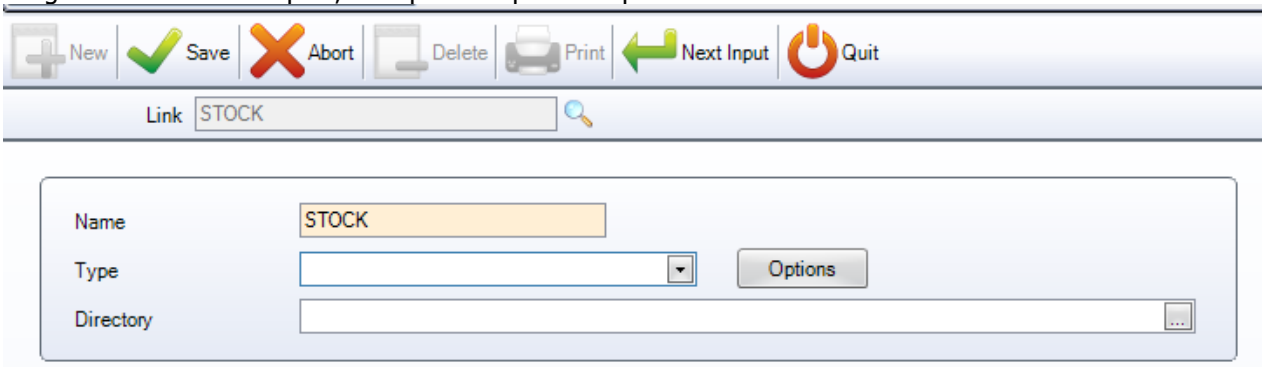 New Save Abort Delete Print Next Input Quit
Link STOCK
Name STOCK
Type Options
Directory ...